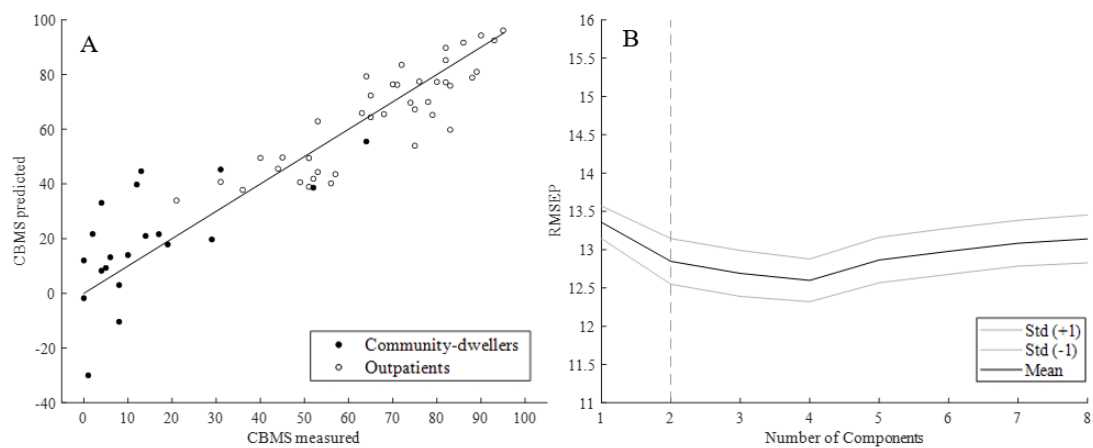 A
100
80
60
40
20
0
-20
-40
0 10 20 30 40 50 60 70 80 90 100
CBMS predicted
CBMS measured
Community-dwellers
Outpatients
B
16
15.5
15
14.5
14
13.5
13
12.5
12
11.5
11
1 2 3 4 5 6 7 8
RMSEP
Number of Components
Std (+1)
Std (-1)
Mean